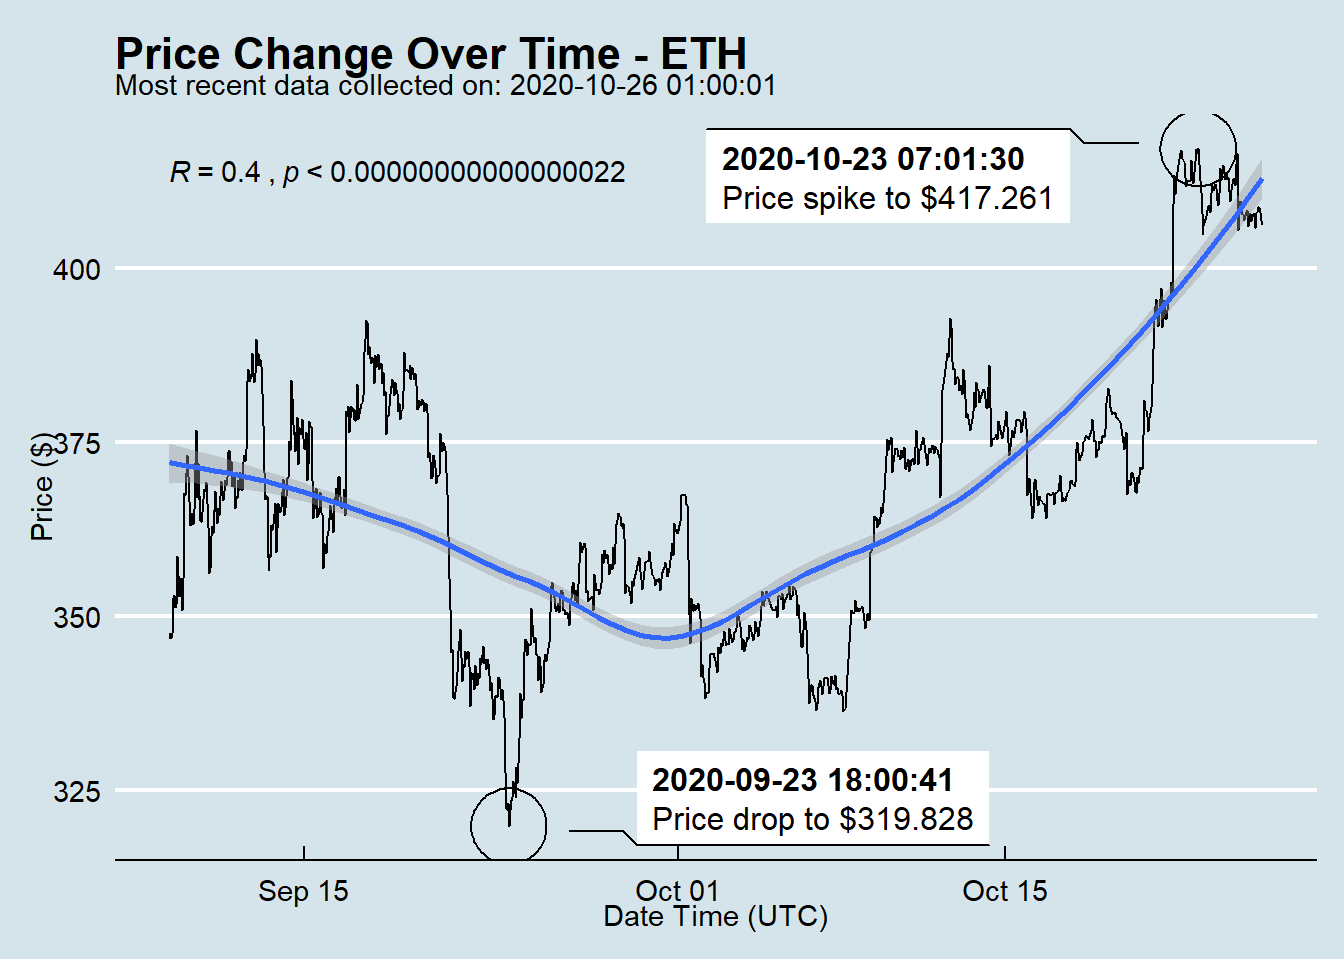 Price Change Over Time - ETH
Most recent data collected on: 2020-10-26 01:00:01
R = 0.4 , p < 0.00000000000000022
2020-10-23 07:01:30
Price spike to $417.261
400
375
350
325
Price ($)
2020-09-23 18:00:41
Price drop to $319.828
Sep 15
Oct 01
Oct 15
Date Time (UTC)